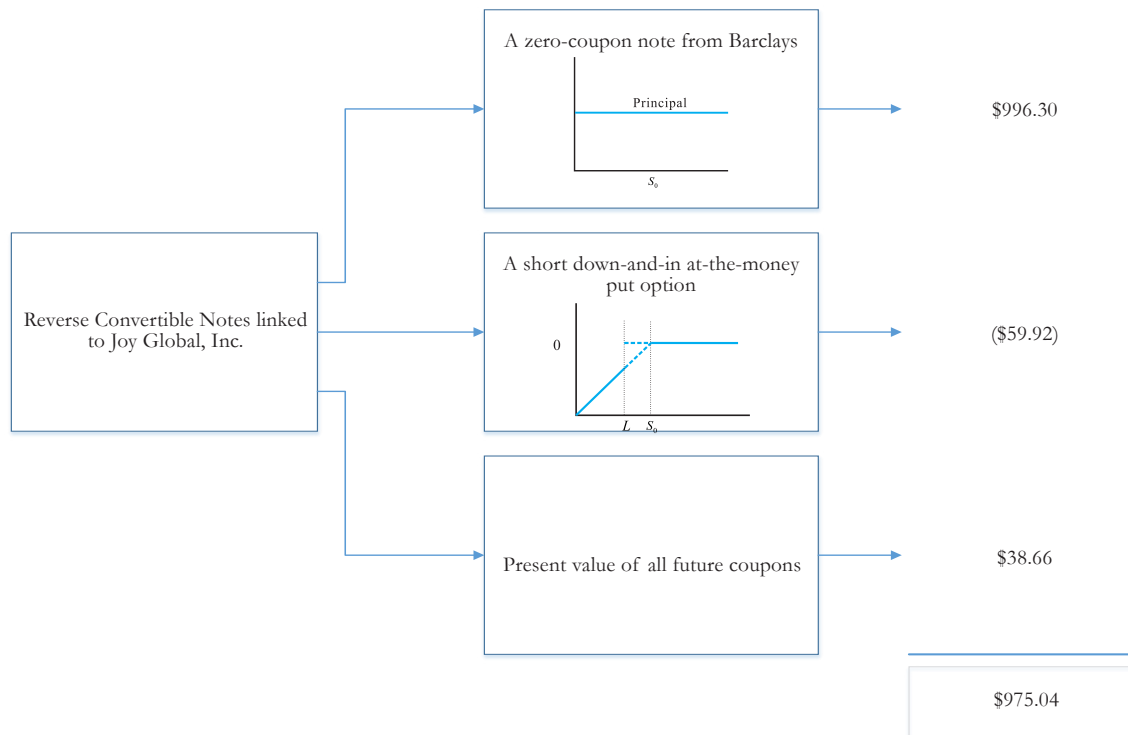 A zero-coupon note from Barclays
Principal
S₀
$996.30
Reverse Convertible Notes linked
to Joy Global, Inc.
A short down-and-in at-the-money
put option
0
L
S₀
($59.92)
Present value of all future coupons
$38.66
$975.04